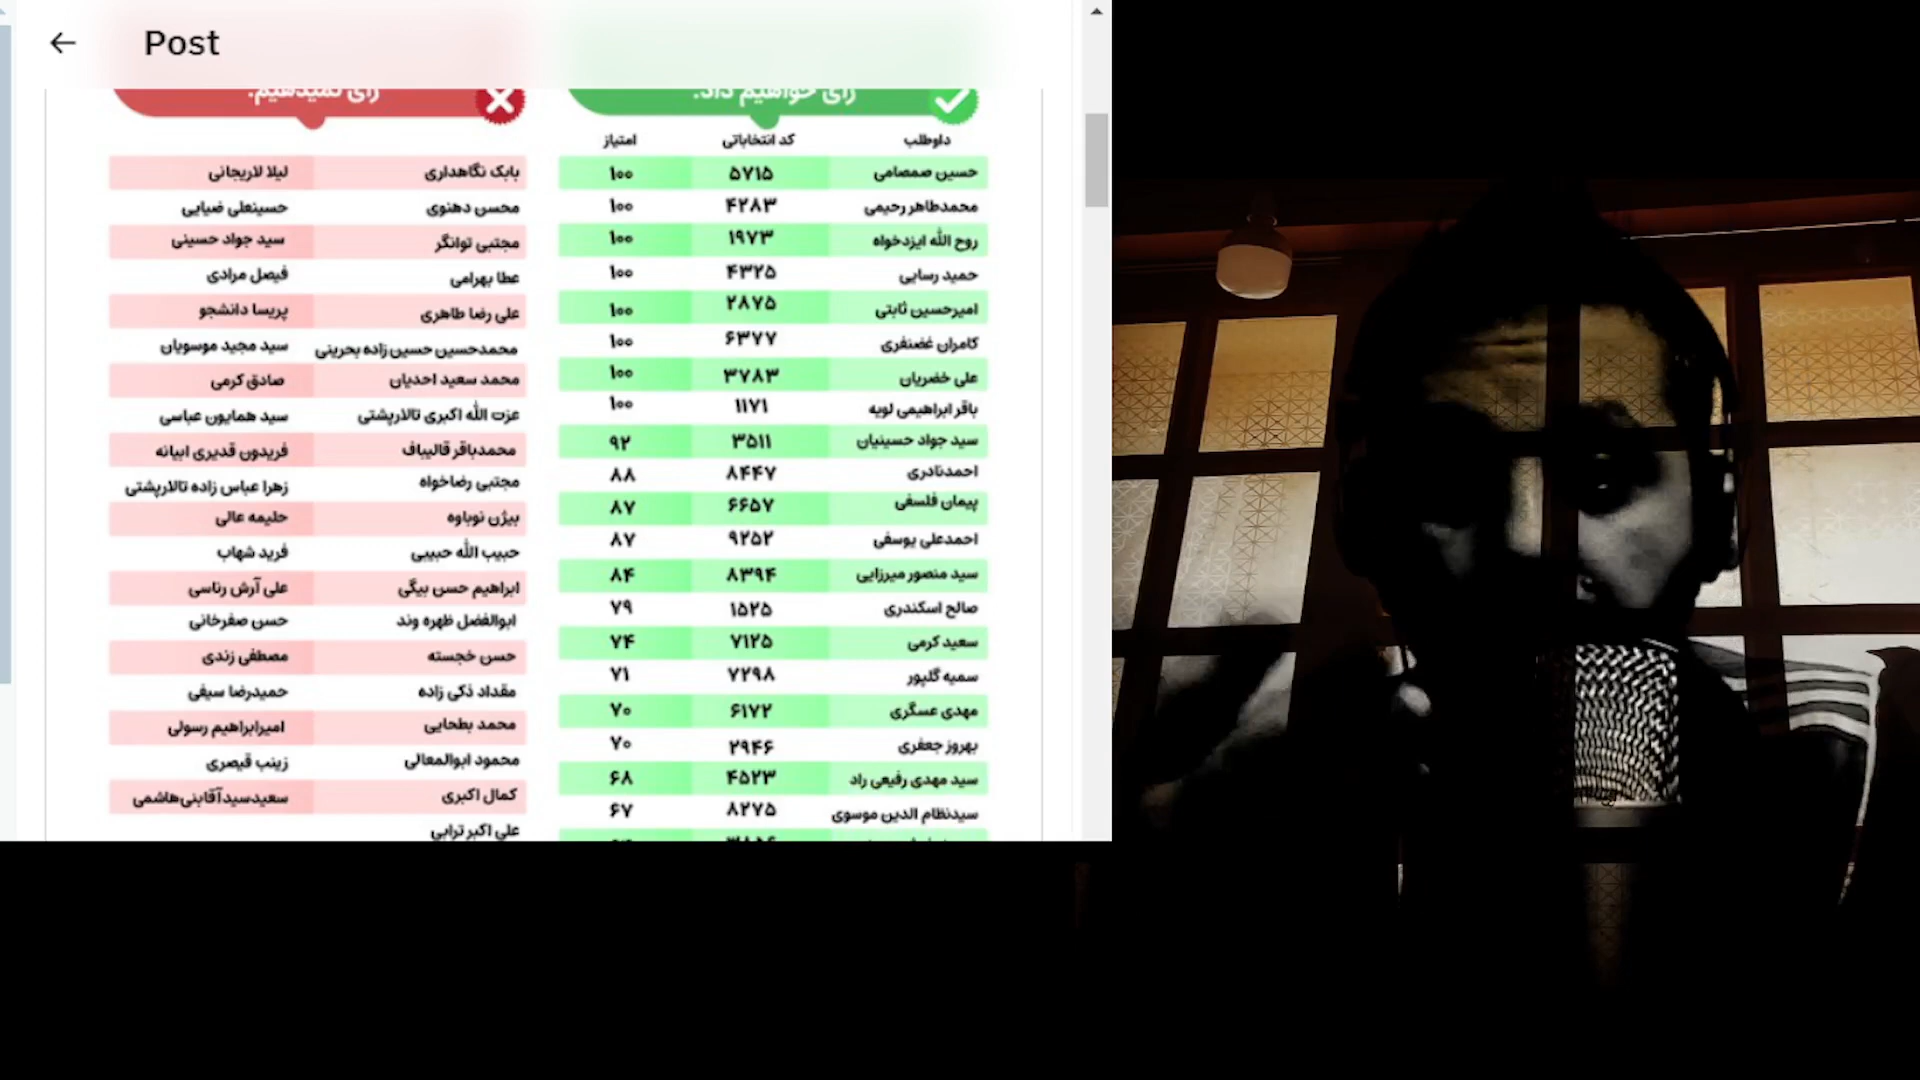 Post
رای خواهیم داد.
داوطلب کد انتخاباتی امتیاز
حسین صمصامی ۵۷۱۵ ۱۰۰
محمدطاهر رحیمی ۴۲۸۳ ۱۰۰
روح الله ایزدخواه ۱۹۷۳ ۱۰۰
حمید رسایی ۴۳۲۵ ۱۰۰
امیرحسین ثابتی ۲۸۷۵ ۱۰۰
کامران غضنفری ۶۳۷۷ ۱۰۰
علی خضریان ۳۷۸۳ ۱۰۰
باقر ابراهیمی لویه ۱۱۷۱ ۱۰۰
سید جواد حسینیان ۳۵۱۱ ۹۲
احمدنادری ۸۴۴۷ ۸۸
پیمان فلسفی ۶۶۵۷ ۸۷
احمدعلی یوسفی ۹۲۵۲ ۸۷
سید منصور میرزایی ۸۳۹۴ ۸۴
صالح اسکندری ۱۵۲۵ ۷۹
سعید کرمی ۷۱۲۵ ۷۴
سمیه گلپور ۷۲۹۸ ۷۱
مهدی عسگری ۶۱۷۲ ۷۰
بهروز جعفری ۲۹۴۶ ۷۰
سید مهدی رفیعی راد ۴۵۲۳ ۶۸
سیدنظام الدین موسوی ۸۲۷۵ ۶۷
رای نمیدهیم.
بابک نگاهداری لیلا لاریجانی
محسن دهنوی حسینعلی ضیایی
مجتبی توانگر سید جواد حسینی
عطا بهرامی فیصل مرادی
علی رضا طاهری پریسا دانشجو
محمدحسین حسین زاده بحرینی سید مجید موسویان
محمد سعید احدیان صادق کرمی
عزت الله اکبری تالارپشتی سید همایون عباسی
محمدباقر قالیباف فریدون قدیری ابیانه
مجتبی رضاخواه زهرا عباس زاده تالارپشتی
بیژن نوباوه حلیمه عالی
حبیب الله حبیبی فرید شهاب
ابراهیم حسن بیگی علی آرش رناسی
ابوالفضل ظهره وند حسن صفرخانی
حسن خجسته مصطفی زندی
مقداد ذکی زاده حمیدرضا سیفی
محمد بطحایی امیرابراهیم رسولی
محمود ابوالمعالی زینب قیصری
کمال اکبری سعیدسیدآقابنی‌هاشمی
علی اکبر ترابی